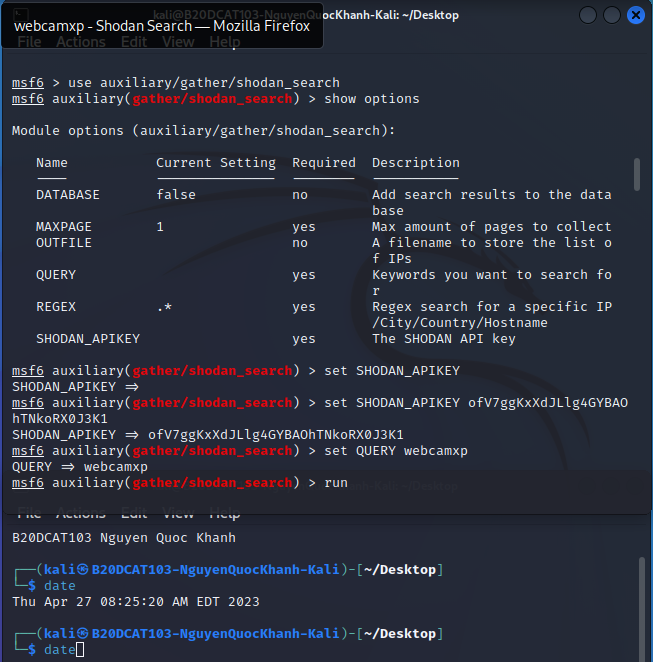 kali@B20DCAT103-NguyenQuocKhanh-Kali: ~/Desktop
webcamxp - Shodan Search — Mozilla Firefox
File Actions Edit View Help
msf6 > use auxiliary/gather/shodan_search
msf6 auxiliary(gather/shodan_search) > show options
Module options (auxiliary/gather/shodan_search):
Name Current Setting Required Description
DATABASE false no Add search results to the data
base
MAXPAGE 1 yes Max amount of pages to collect
OUTFILE no A filename to store the list o
f IPs
QUERY yes Keywords you want to search fo
r
REGEX .* yes Regex search for a specific IP
/City/Country/Hostname
SHODAN_APIKEY yes The SHODAN API key
msf6 auxiliary(gather/shodan_search) > set SHODAN_APIKEY
SHODAN_APIKEY =>
msf6 auxiliary(gather/shodan_search) > set SHODAN_APIKEY ofV7ggKxXdJLlg4GYBAO
hTNkoRX0J3K1
SHODAN_APIKEY => ofV7ggKxXdJLlg4GYBAOhTNkoRX0J3K1
msf6 auxiliary(gather/shodan_search) > set QUERY webcamxp
QUERY => webcamxp
msf6 auxiliary(gather/shodan_search) > run
File Actions Edit View Help
B20DCAT103 Nguyen Quoc Khanh
┌──(kali㉿B20DCAT103-NguyenQuocKhanh-Kali)-[~/Desktop]
└─$ date
Thu Apr 27 08:25:20 AM EDT 2023
┌──(kali㉿B20DCAT103-NguyenQuocKhanh-Kali)-[~/Desktop]
└─$ date